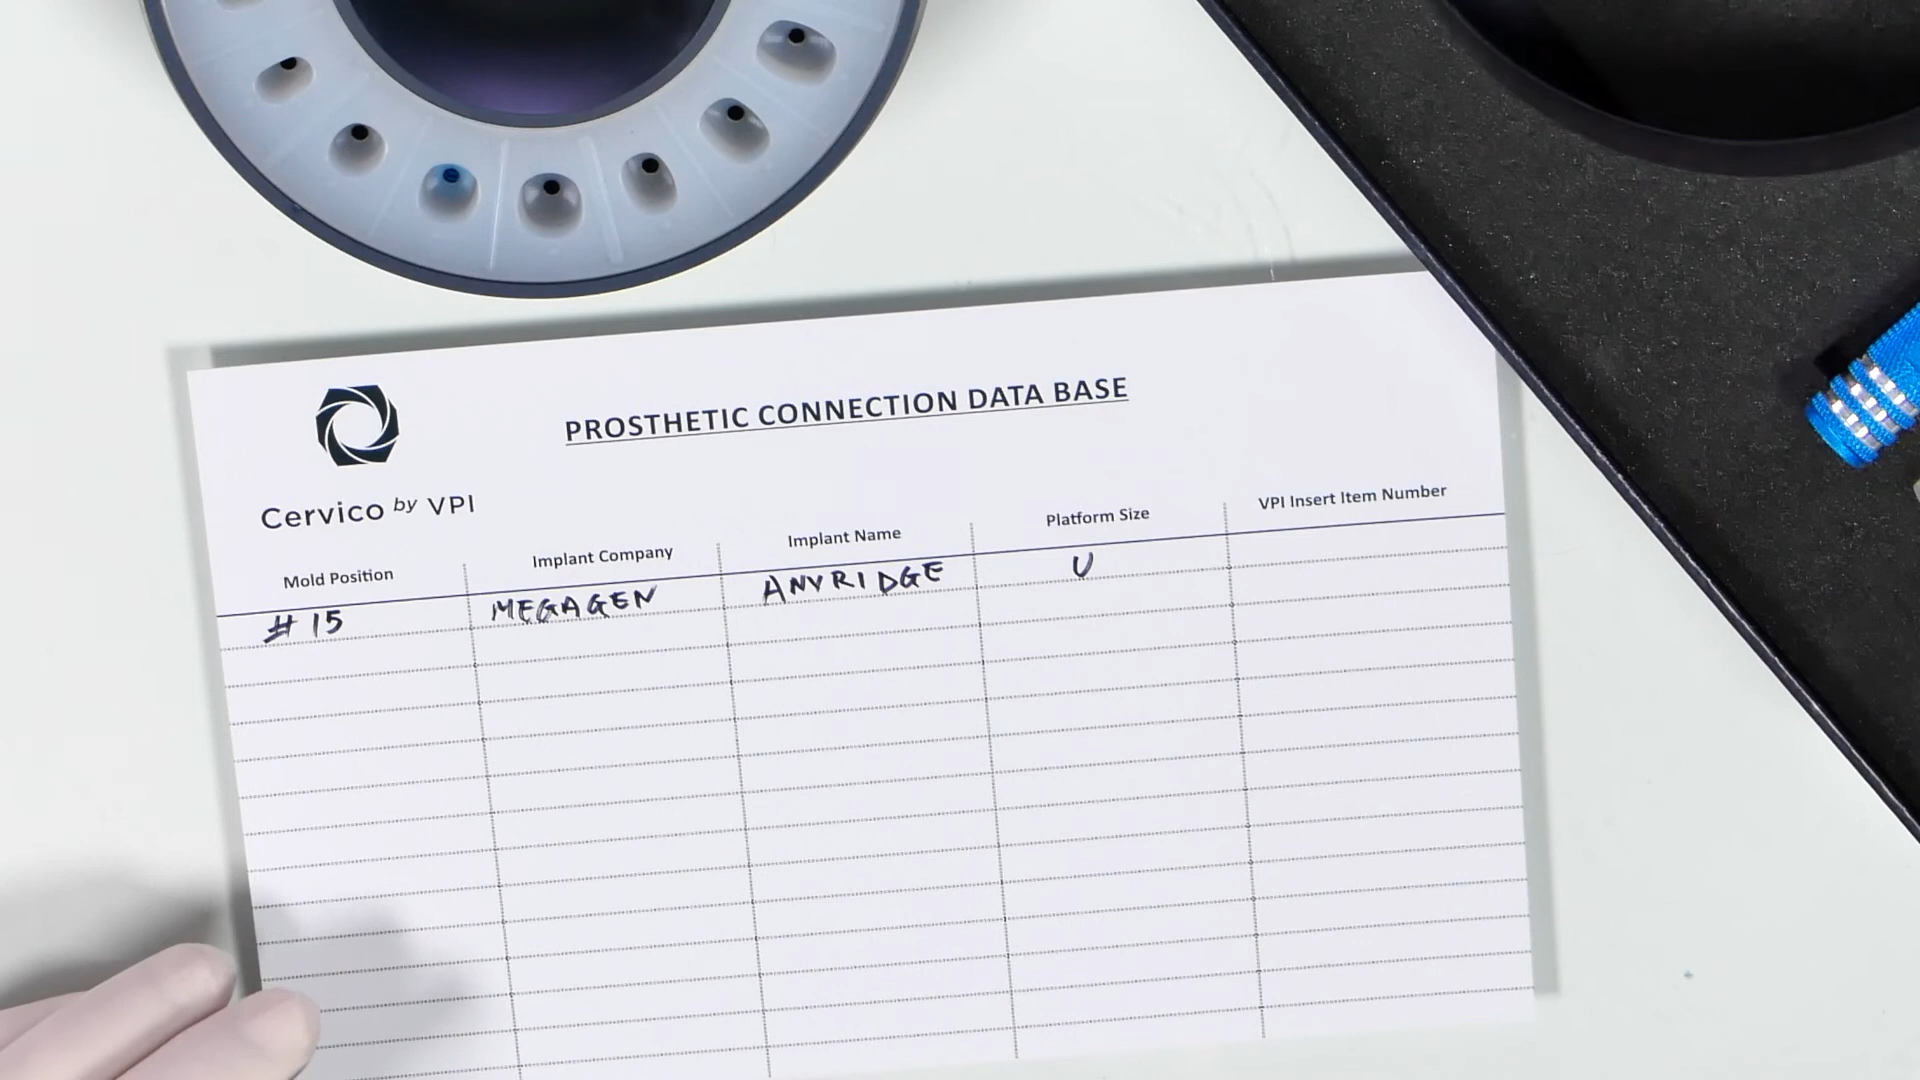 PROSTHETIC CONNECTION DATA BASE
Cervico by VPI
Mold Position Implant Company Implant Name Platform Size VPI Insert Item Number
#15 MEGAGEN ANYRIDGE U